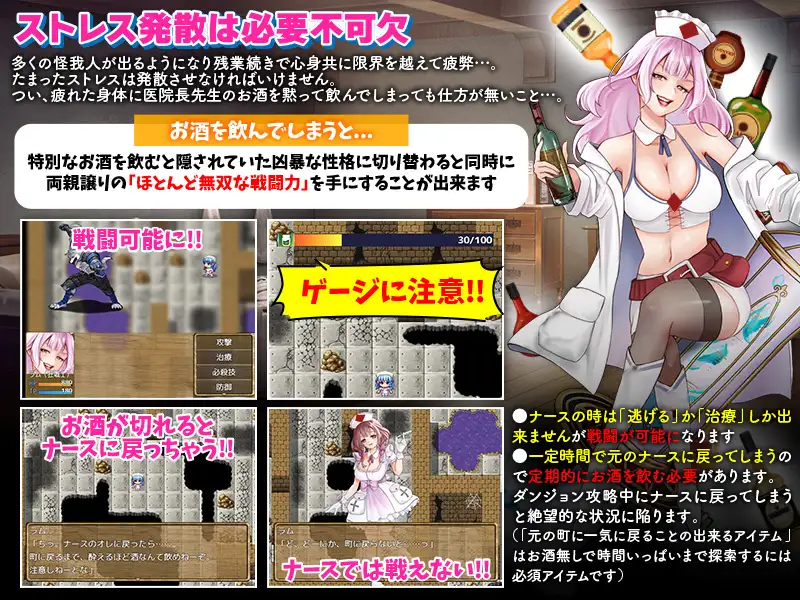 ストレス発散は必要不可欠
多くの怪我人が出るようになり残業続きで心身共に限界を越えて疲弊…。
たまったストレスは発散させなければいけません。
つい、疲れた身体に医院長先生のお酒を黙って飲んでしまっても仕方が無いこと…。
お酒を飲んでしまうと…
特別なお酒を飲むと隠されていた凶暴な性格に切り替わると同時に
両親譲りの「ほとんど無双な戦闘力」を手にすることが出来ます
戦闘可能に!!
攻撃
治療
必殺技
防御
30/100
ゲージに注意!!
お酒が切れると
ナースに戻っちゃう!!
ラム
「ちっ、ナースのオレに戻ったら……
町に戻るまで、酔えるほど酒なんて飲めねーぞ。
注意しねーとな」
ラム
「ど、どーにか、町に戻らないと……っ」
ナースでは戦えない!!
●ナースの時は「逃げる」か「治療」しか出
来ませんが戦闘が可能になります
●一定時間で元のナースに戻ってしまうの
で定期的にお酒を飲む必要があります。
ダンジョン攻略中にナースに戻ってしまう
と絶望的な状況に陥ります。
(「元の町に一気に戻ることの出来るアイテム」
はお酒無しで時間いっぱいまで探索するには
必須アイテムです)